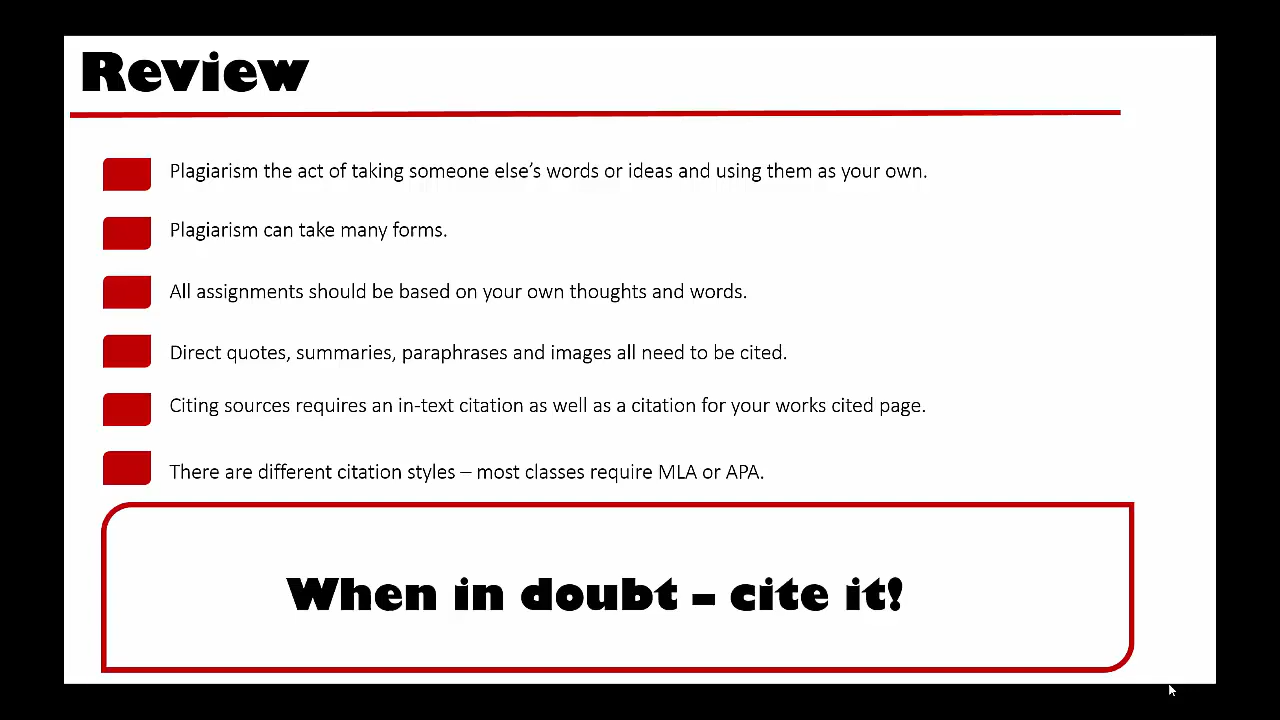 Review
Plagiarism the act of taking someone else’s words or ideas and using them as your own.
Plagiarism can take many forms.
All assignments should be based on your own thoughts and words.
Direct quotes, summaries, paraphrases and images all need to be cited.
Citing sources requires an in-text citation as well as a citation for your works cited page.
There are different citation styles – most classes require MLA or APA.
When in doubt – cite it!